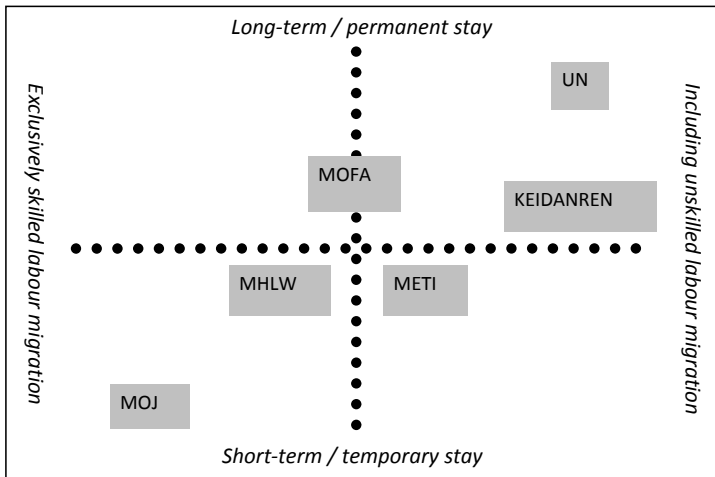 Long-term / permanent stay
Exclusively skilled labour migration
Including unskilled labour migration
UN
MOFA
KEIDANREN
MHLW
METI
MOJ
Short-term / temporary stay